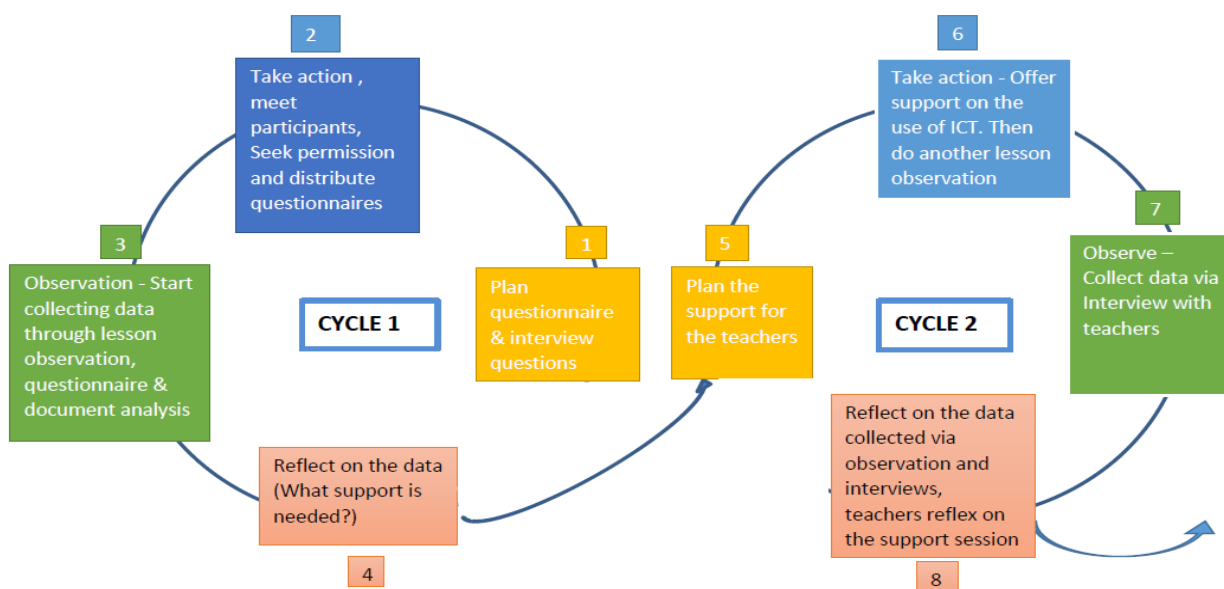 2
Take action ,
meet
participants,
Seek permission
and distribute
questionnaires
3
Observation - Start
collecting data
through lesson
observation,
questionnaire &
document analysis
1
Plan
questionnaire
& interview
questions
CYCLE 1
Reflect on the data
(What support is
needed?)
4
5
Plan the
support for
the teachers
6
Take action - Offer
support on the
use of ICT. Then
do another lesson
observation
7
Observe –
Collect data via
Interview with
teachers
CYCLE 2
Reflect on the data
collected via
observation and
interviews,
teachers reflex on
the support session
8